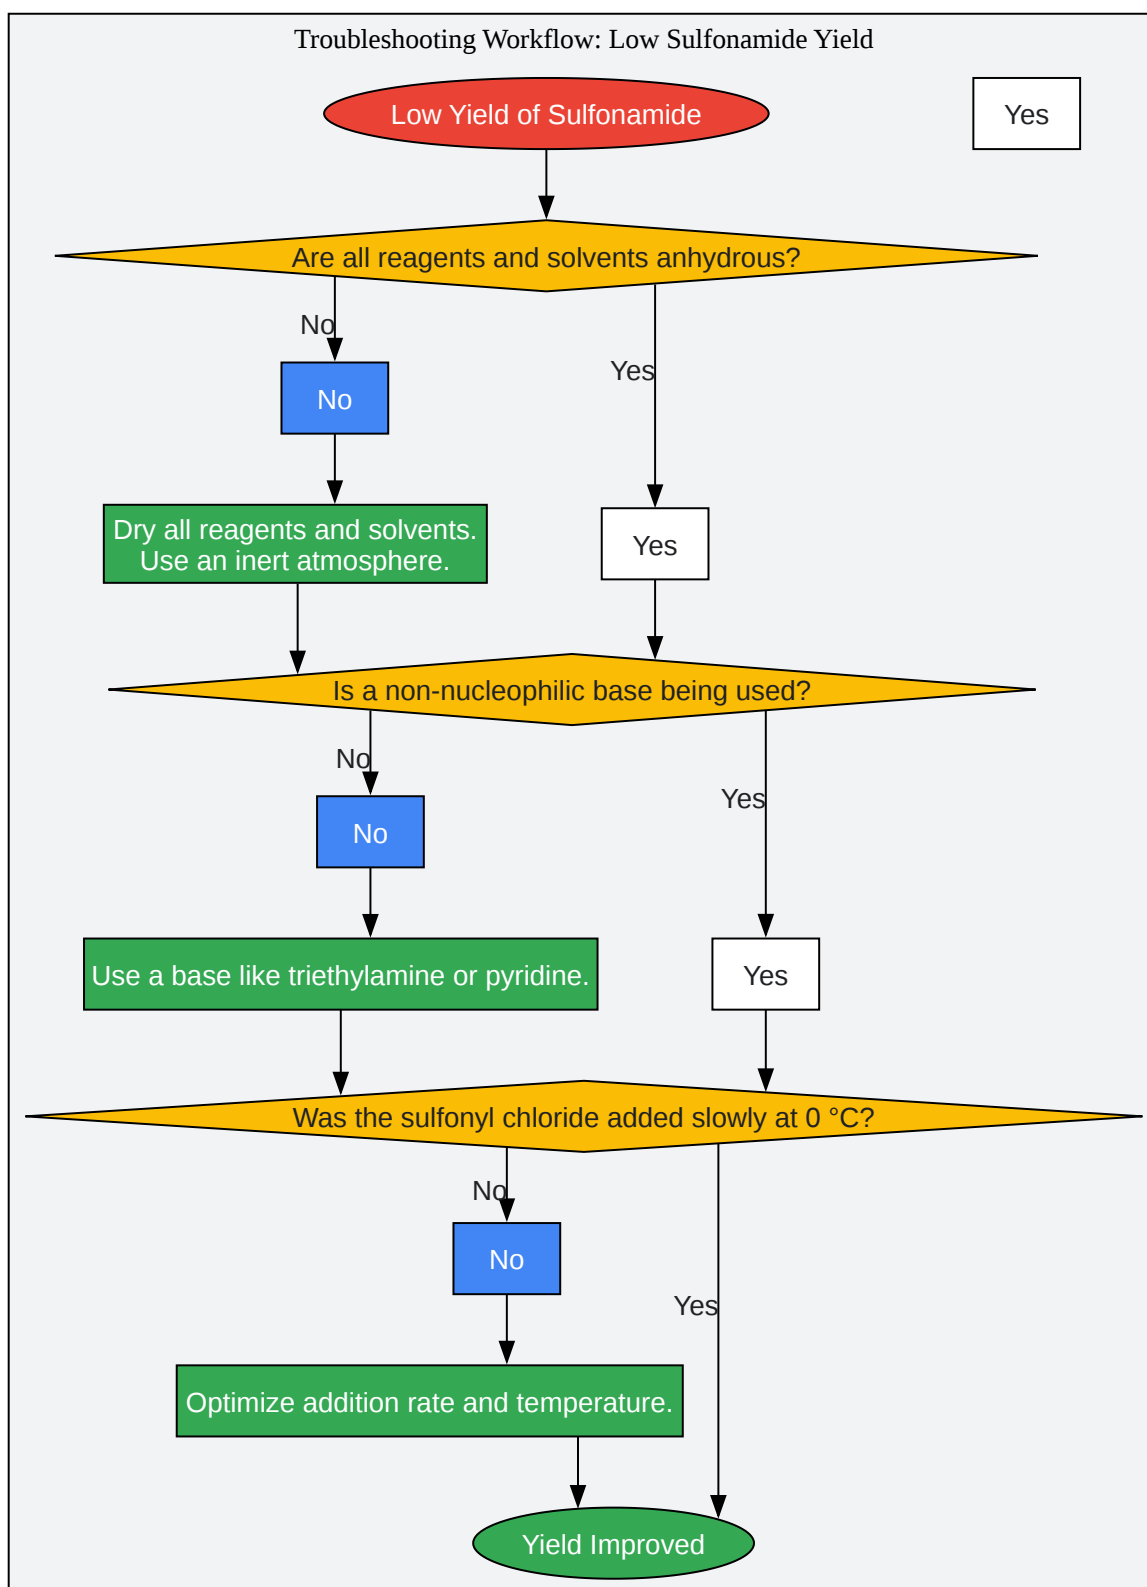 Troubleshooting Workflow: Low Sulfonamide Yield
Low Yield of Sulfonamide
Yes
Are all reagents and solvents anhydrous?
No
Yes
No
Dry all reagents and solvents.
Use an inert atmosphere.
Yes
Is a non-nucleophilic base being used?
No
Yes
No
Use a base like triethylamine or pyridine.
Yes
Was the sulfonyl chloride added slowly at 0 °C?
No
No
Yes
Optimize addition rate and temperature.
Yield Improved